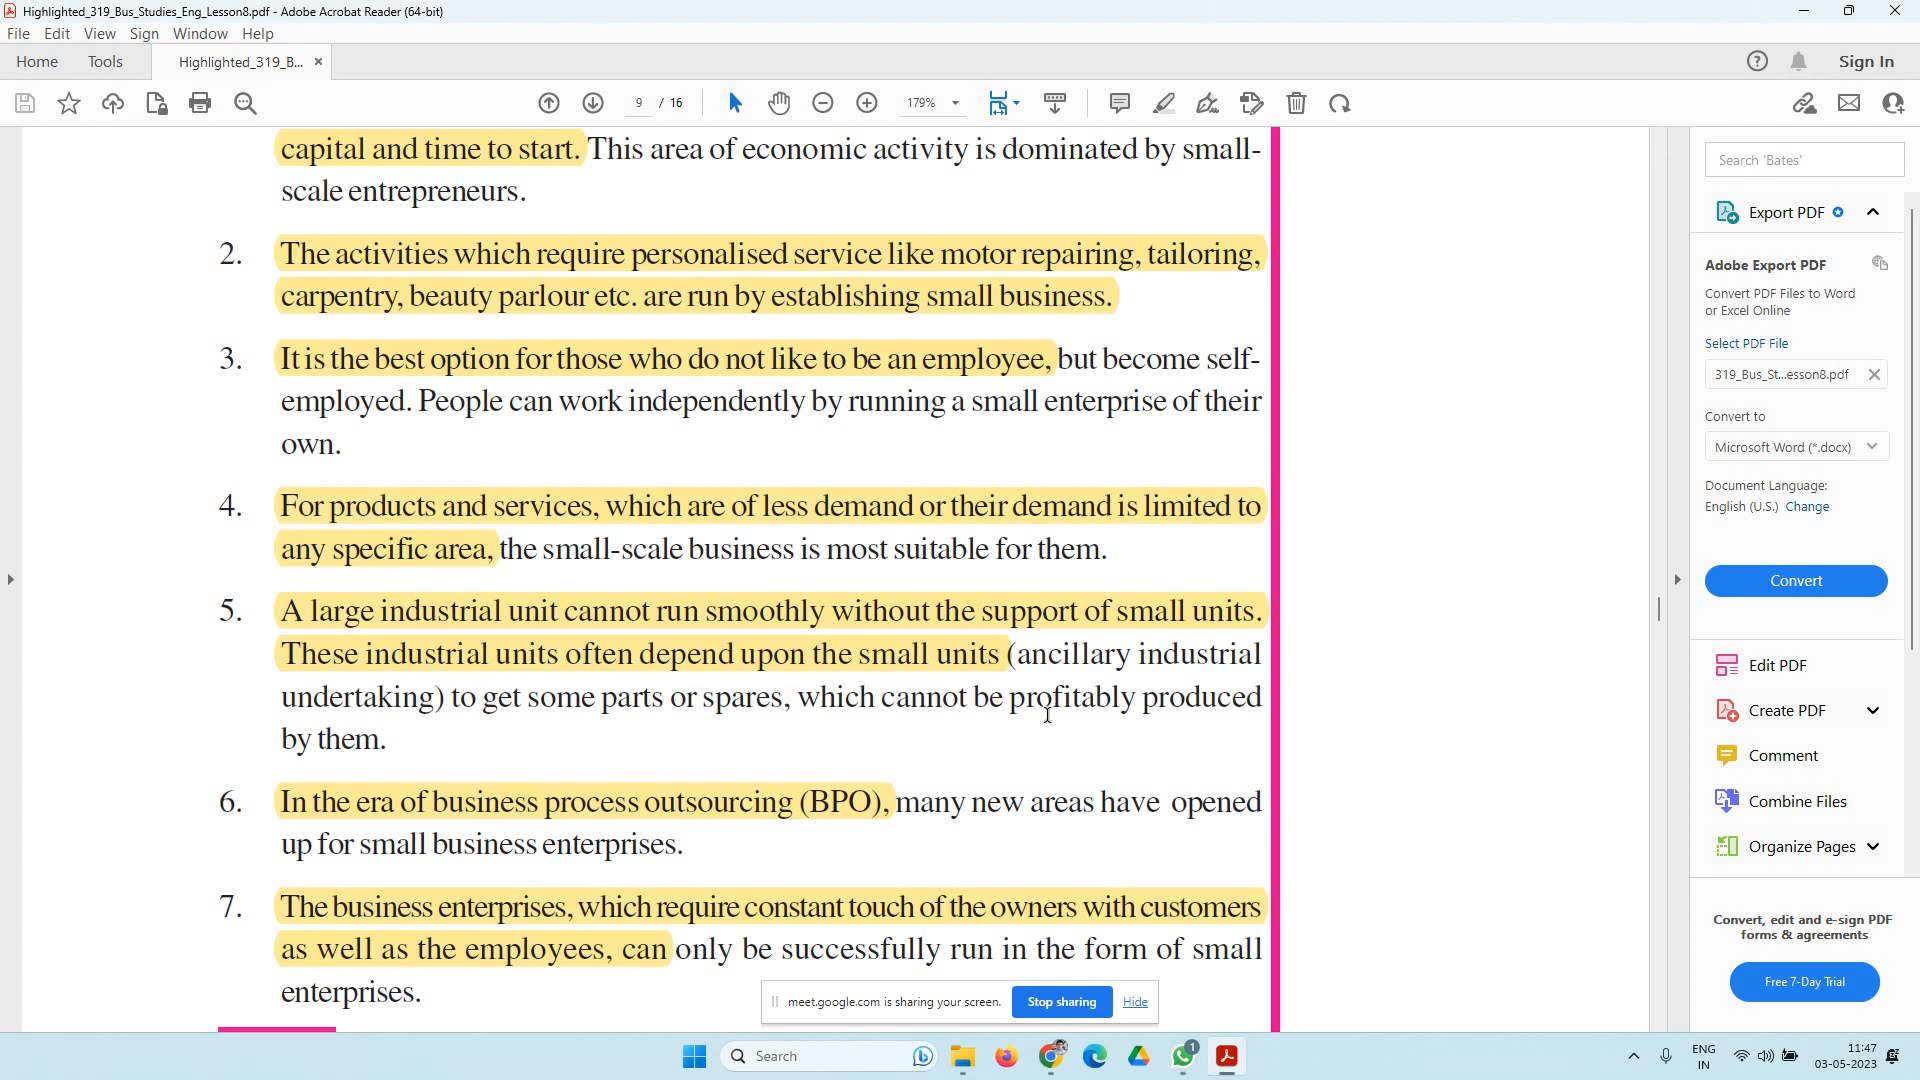 Highlighted_319_Bus_Studies_Eng_Lesson8.pdf - Adobe Acrobat Reader (64-bit)
File Edit View Sign Window Help
Home Tools Highlighted_319_B... × Sign In
9 / 16 179%
capital and time to start. This area of economic activity is dominated by small-
scale entrepreneurs.
2. The activities which require personalised service like motor repairing, tailoring,
carpentry, beauty parlour etc. are run by establishing small business.
3. It is the best option for those who do not like to be an employee, but become self-
employed. People can work independently by running a small enterprise of their
own.
4. For products and services, which are of less demand or their demand is limited to
any specific area, the small-scale business is most suitable for them.
5. A large industrial unit cannot run smoothly without the support of small units.
These industrial units often depend upon the small units (ancillary industrial
undertaking) to get some parts or spares, which cannot be profitably produced
by them.
6. In the era of business process outsourcing (BPO), many new areas have opened
up for small business enterprises.
7. The business enterprises, which require constant touch of the owners with customers
as well as the employees, can only be successfully run in the form of small
enterprises.
Search 'Bates'
Export PDF
Adobe Export PDF
Convert PDF Files to Word
or Excel Online
Select PDF File
319_Bus_St...esson8.pdf
Convert to
Microsoft Word (*.docx)
Document Language:
English (U.S.) Change
Convert
Edit PDF
Create PDF
Comment
Combine Files
Organize Pages
Convert, edit and e-sign PDF
forms & agreements
Free 7-Day Trial
meet.google.com is sharing your screen. Stop sharing Hide
Search
1
ENG
IN
11:47
03-05-2023